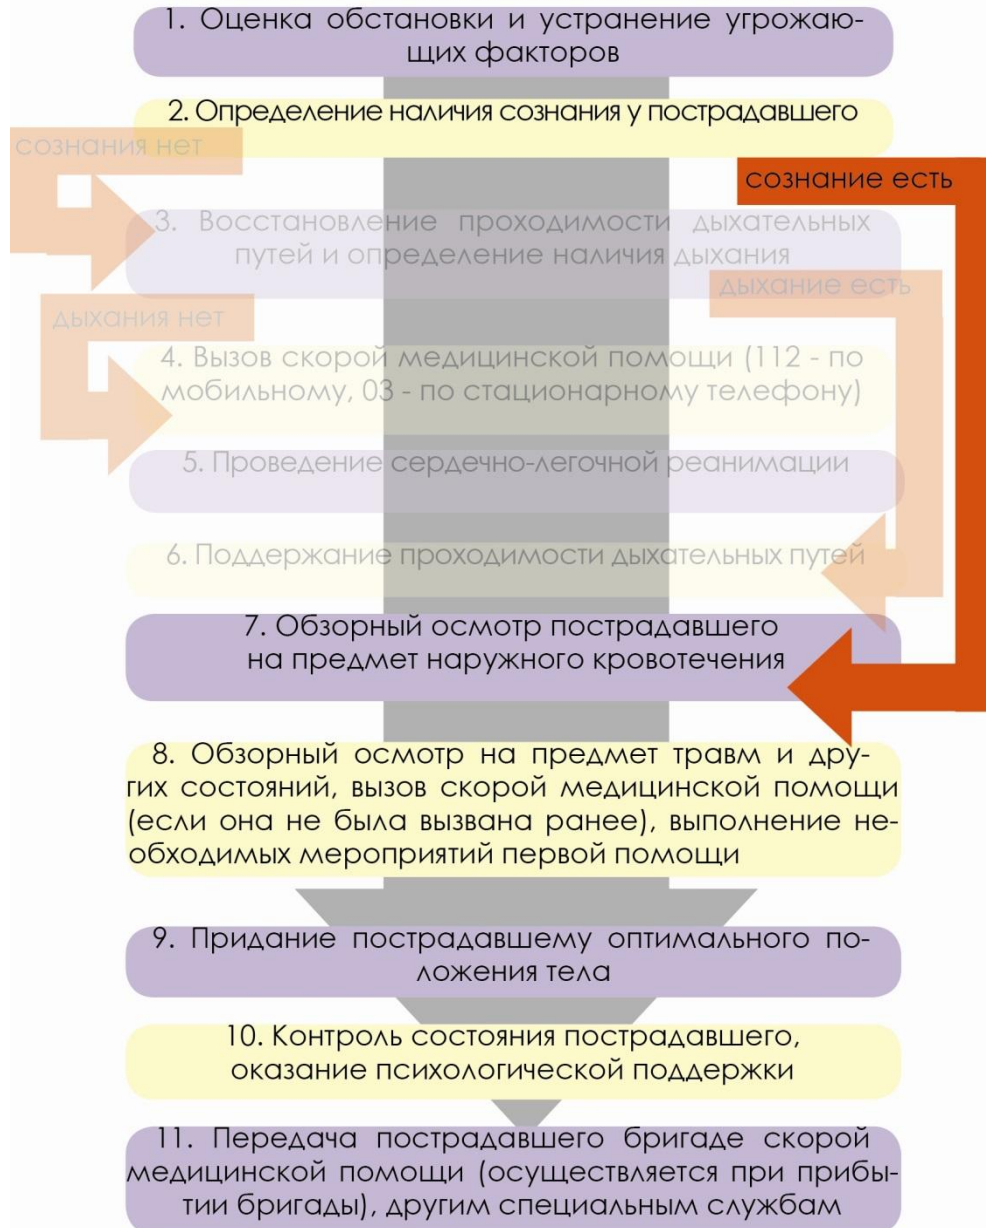 1. Оценка обстановки и устранение угрожаю-
щих факторов
2. Определение наличия сознания у пострадавшего
сознания нет
сознание есть
3. Восстановление проходимости дыхательных
путей и определение наличия дыхания
дыхание есть
дыхания нет
4. Вызов скорой медицинской помощи (112 - по
мобильному, 03 - по стационарному телефону)
5. Проведение сердечно-легочной реанимации
6. Поддержание проходимости дыхательных путей
7. Обзорный осмотр пострадавшего
на предмет наружного кровотечения
8. Обзорный осмотр на предмет травм и дру-
гих состояний, вызов скорой медицинской помощи
(если она не была вызвана ранее), выполнение не-
обходимых мероприятий первой помощи
9. Придание пострадавшему оптимального по-
ложения тела
10. Контроль состояния пострадавшего,
оказание психологической поддержки
11. Передача пострадавшего бригаде скорой
медицинской помощи (осуществляется при прибы-
тии бригады), другим специальным службам